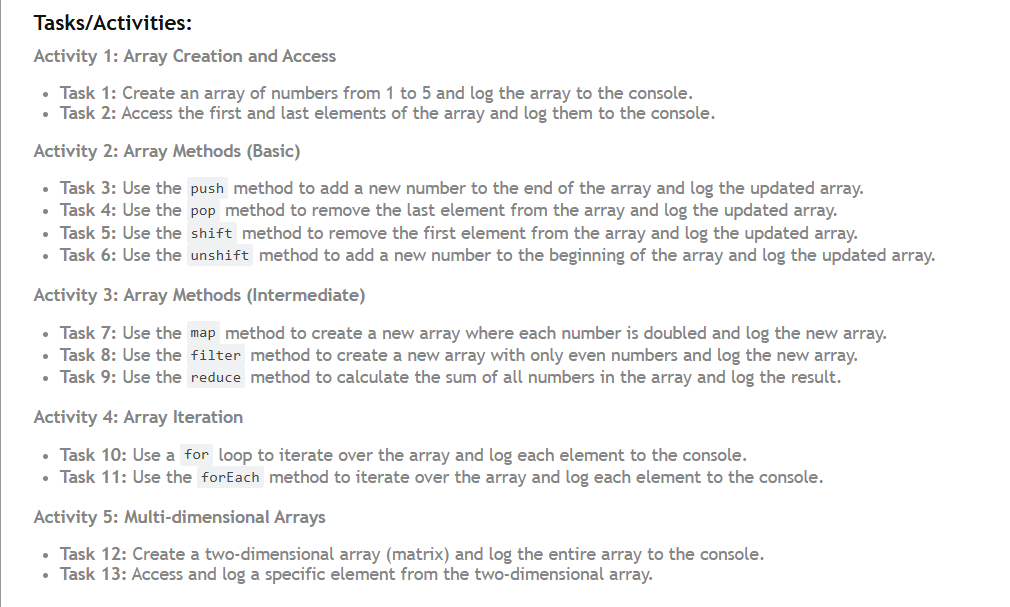 Tasks/Activities:
Activity 1: Array Creation and Access
• Task 1: Create an array of numbers from 1 to 5 and log the array to the console.
• Task 2: Access the first and last elements of the array and log them to the console.
Activity 2: Array Methods (Basic)
• Task 3: Use the push method to add a new number to the end of the array and log the updated array.
• Task 4: Use the pop method to remove the last element from the array and log the updated array.
• Task 5: Use the shift method to remove the first element from the array and log the updated array.
• Task 6: Use the unshift method to add a new number to the beginning of the array and log the updated array.
Activity 3: Array Methods (Intermediate)
• Task 7: Use the map method to create a new array where each number is doubled and log the new array.
• Task 8: Use the filter method to create a new array with only even numbers and log the new array.
• Task 9: Use the reduce method to calculate the sum of all numbers in the array and log the result.
Activity 4: Array Iteration
• Task 10: Use a for loop to iterate over the array and log each element to the console.
• Task 11: Use the forEach method to iterate over the array and log each element to the console.
Activity 5: Multi-dimensional Arrays
• Task 12: Create a two-dimensional array (matrix) and log the entire array to the console.
• Task 13: Access and log a specific element from the two-dimensional array.